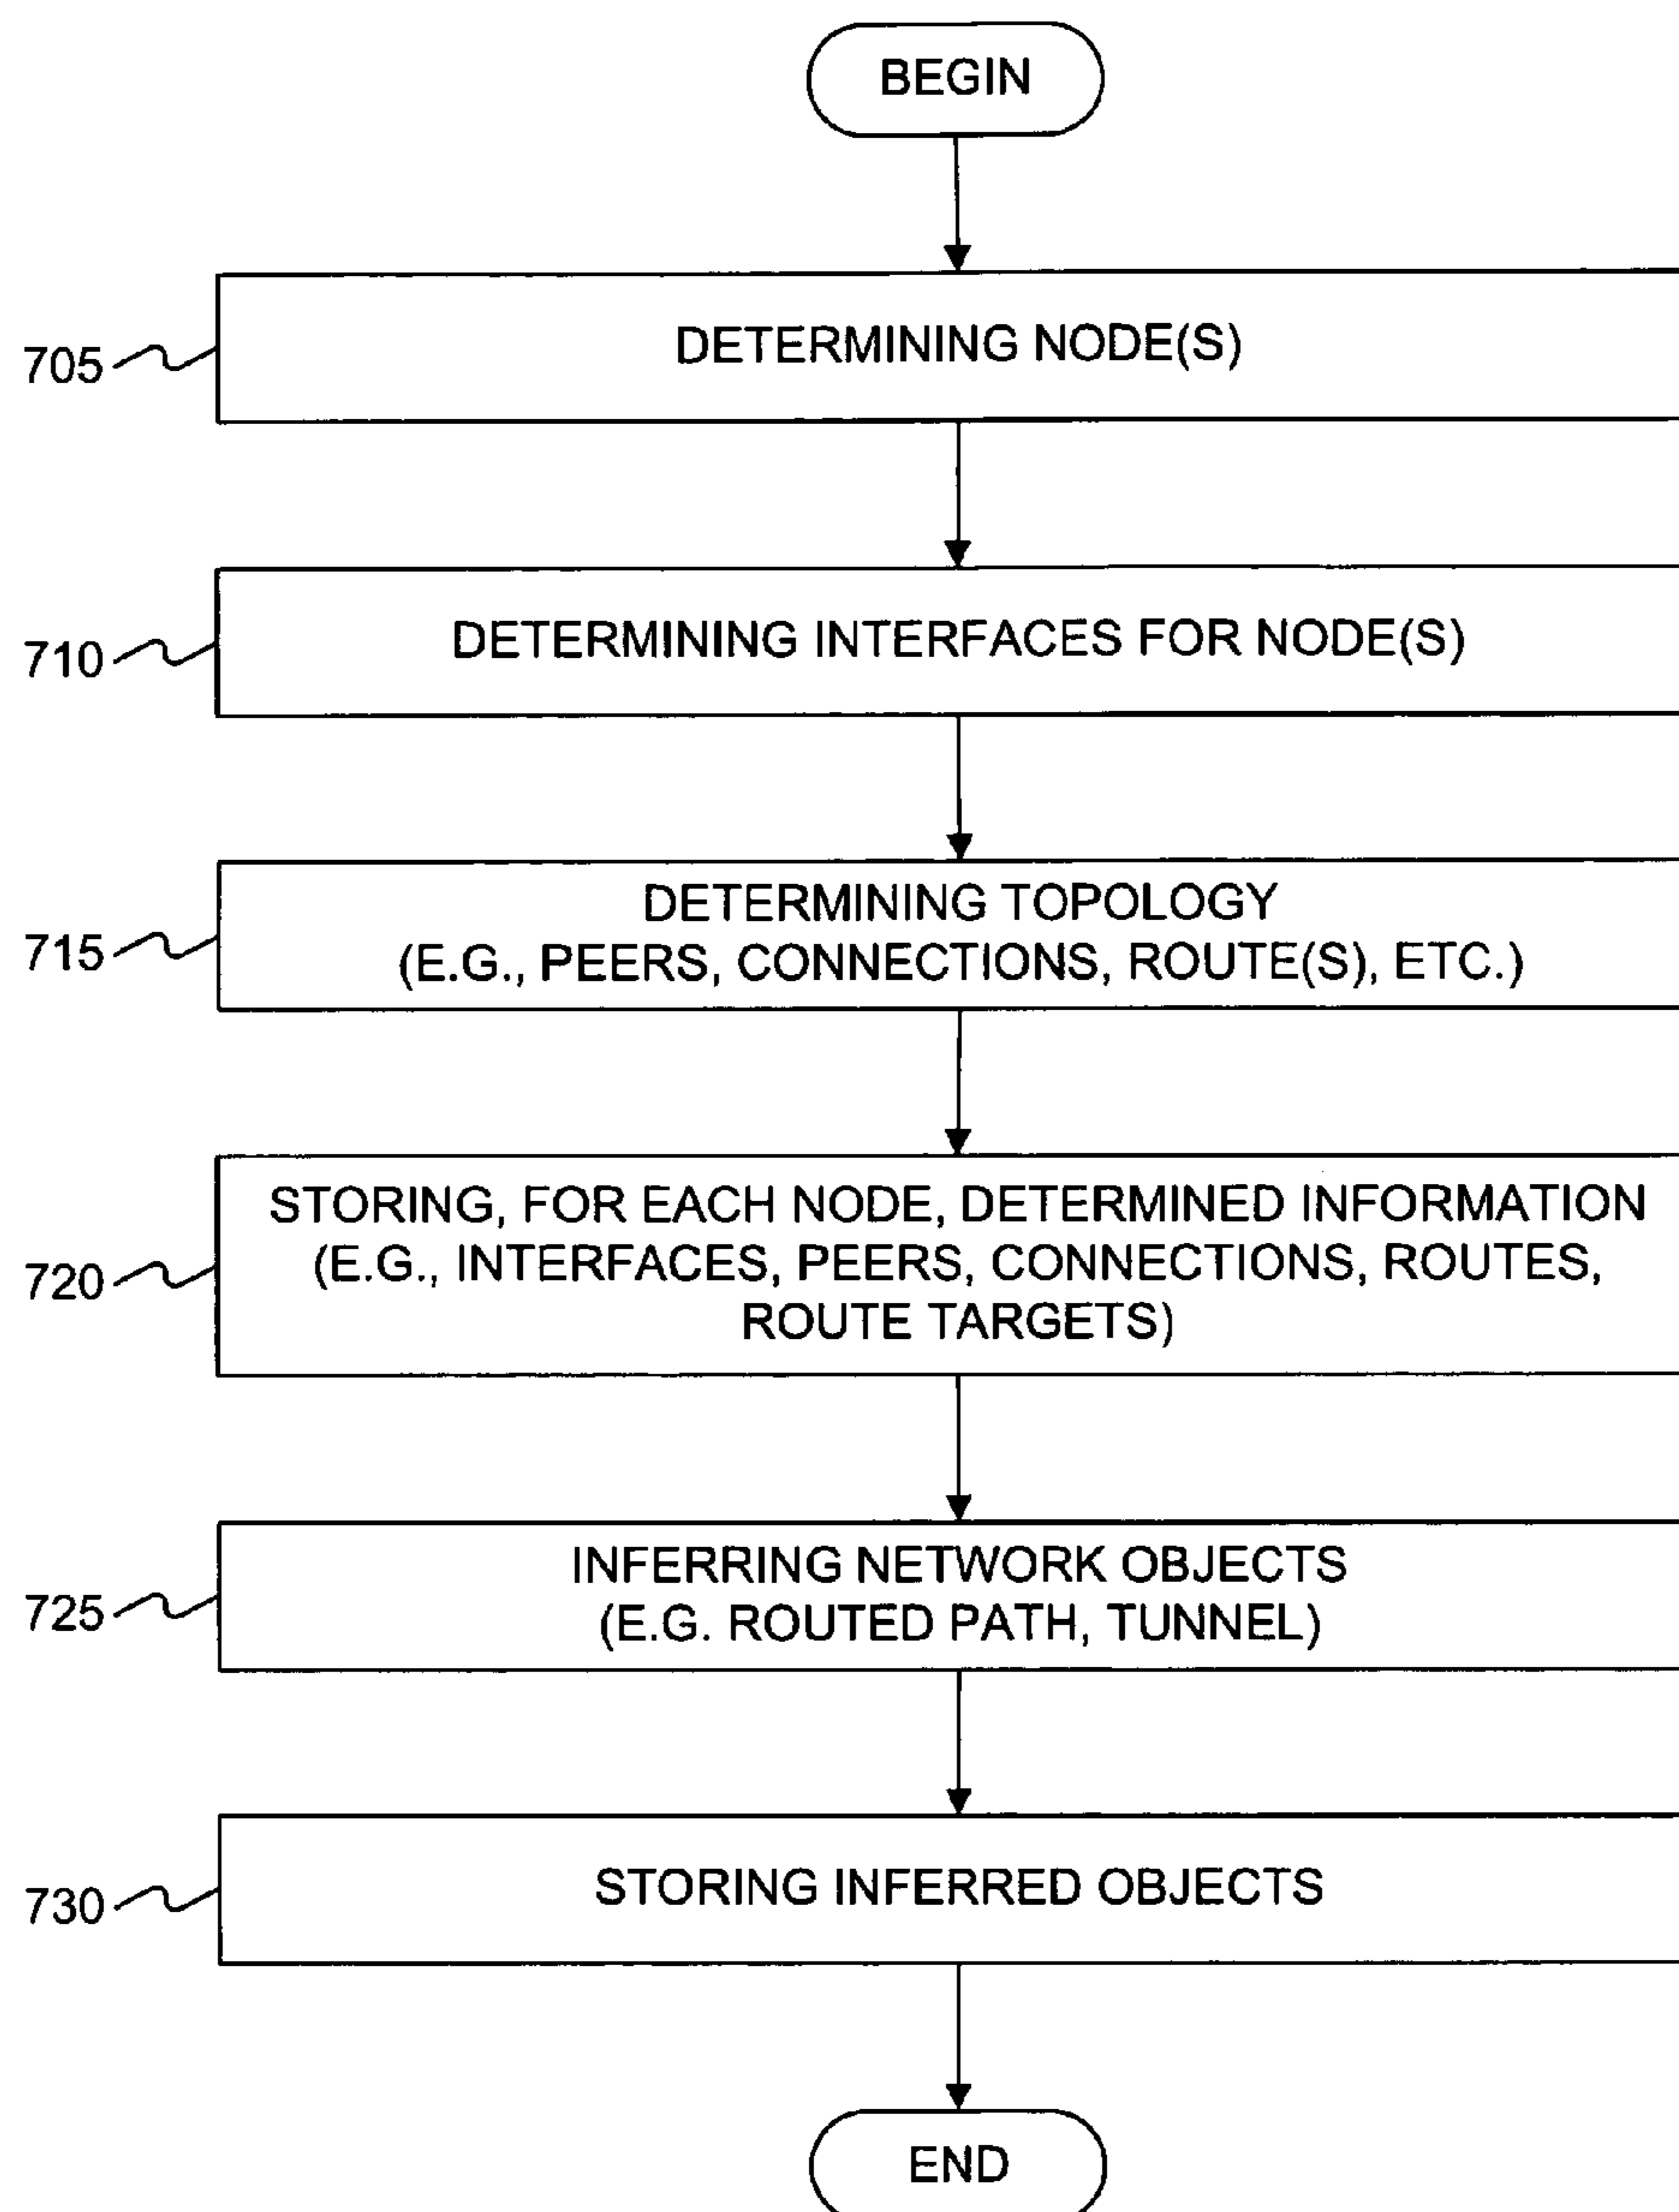 BEGIN
705
DETERMINING NODE(S)
710
DETERMINING INTERFACES FOR NODE(S)
715
DETERMINING TOPOLOGY
(E.G., PEERS, CONNECTIONS, ROUTE(S), ETC.)
720
STORING, FOR EACH NODE, DETERMINED INFORMATION
(E.G., INTERFACES, PEERS, CONNECTIONS, ROUTES,
ROUTE TARGETS)
725
INFERRING NETWORK OBJECTS
(E.G. ROUTED PATH, TUNNEL)
730
STORING INFERRED OBJECTS
END